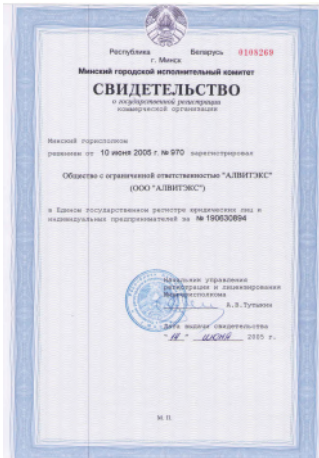 Республика Беларусь 0108269
г. Минск
Минский городской исполнительный комитет
СВИДЕТЕЛЬСТВО
о государственной регистрации
коммерческой организации
Минский горисполком
решением от 10 июня 2005 г. № 970 зарегистрировал
Общество с ограниченной ответственностью "АЛВИТЭКС"
(ООО "АЛВИТЭКС")
в Едином государственном регистре юридических лиц и
индивидуальных предпринимателей за № 190630894
Начальник управления
регистрации и лицензирования
Мингорисполкома
А.В.Тутыкин
Дата выдачи свидетельства
июня 2005 г.
М.П.